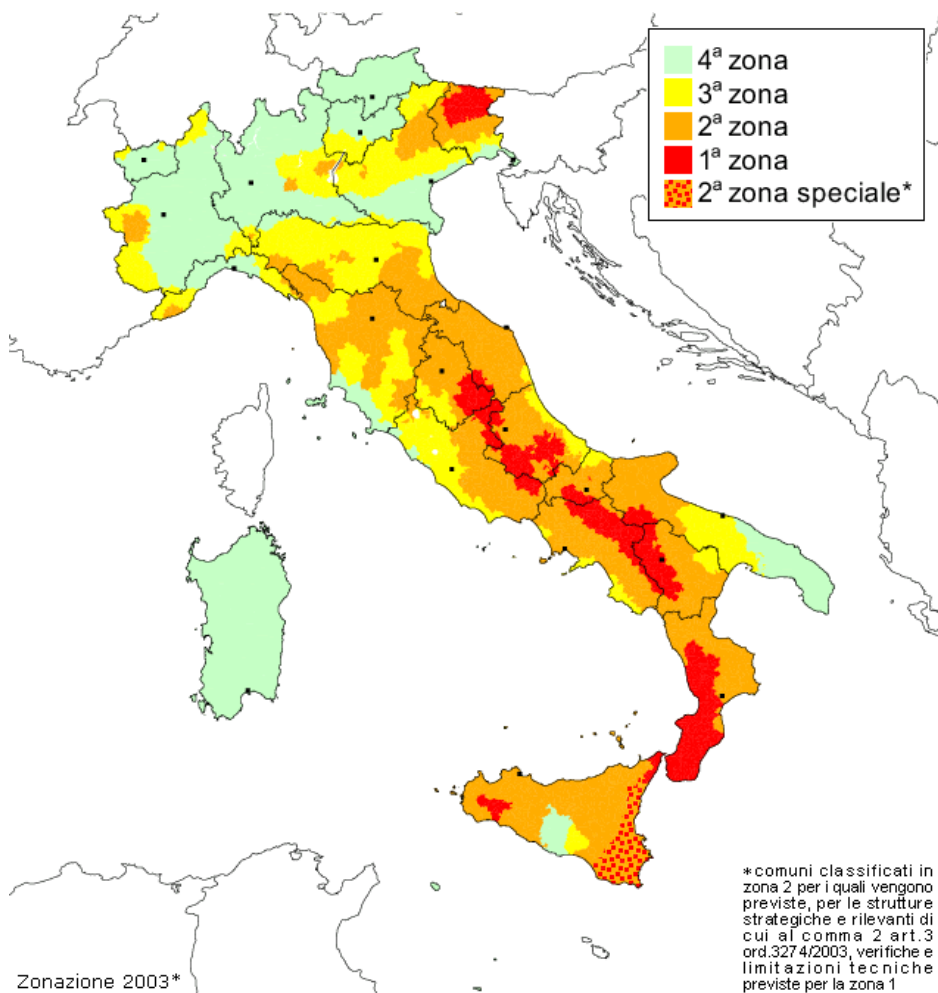 4ª zona
3ª zona
2ª zona
1ª zona
2ª zona speciale*
*comuni classificati in
zona 2 per i quali vengono
previste, per le strutture
strategiche e rilevanti di
cui al comma 2 art.3
ord.3274/2003, verifiche e
limitazioni tecniche
previste per la zona 1
Zonazione 2003*